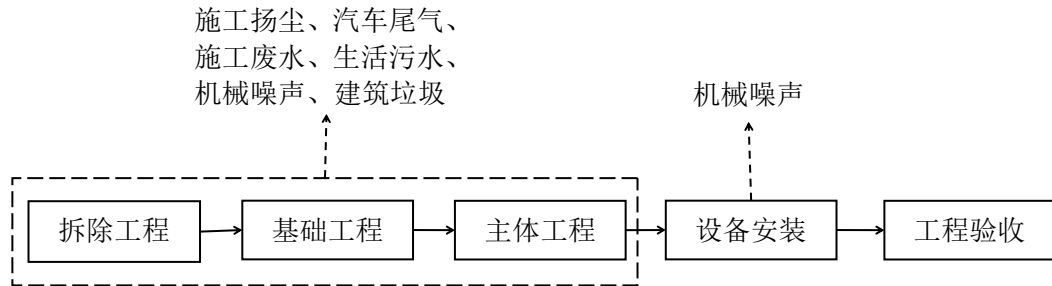 施工扬尘、汽车尾气、
施工废水、生活污水、
机械噪声、建筑垃圾
机械噪声
拆除工程
基础工程
主体工程
设备安装
工程验收